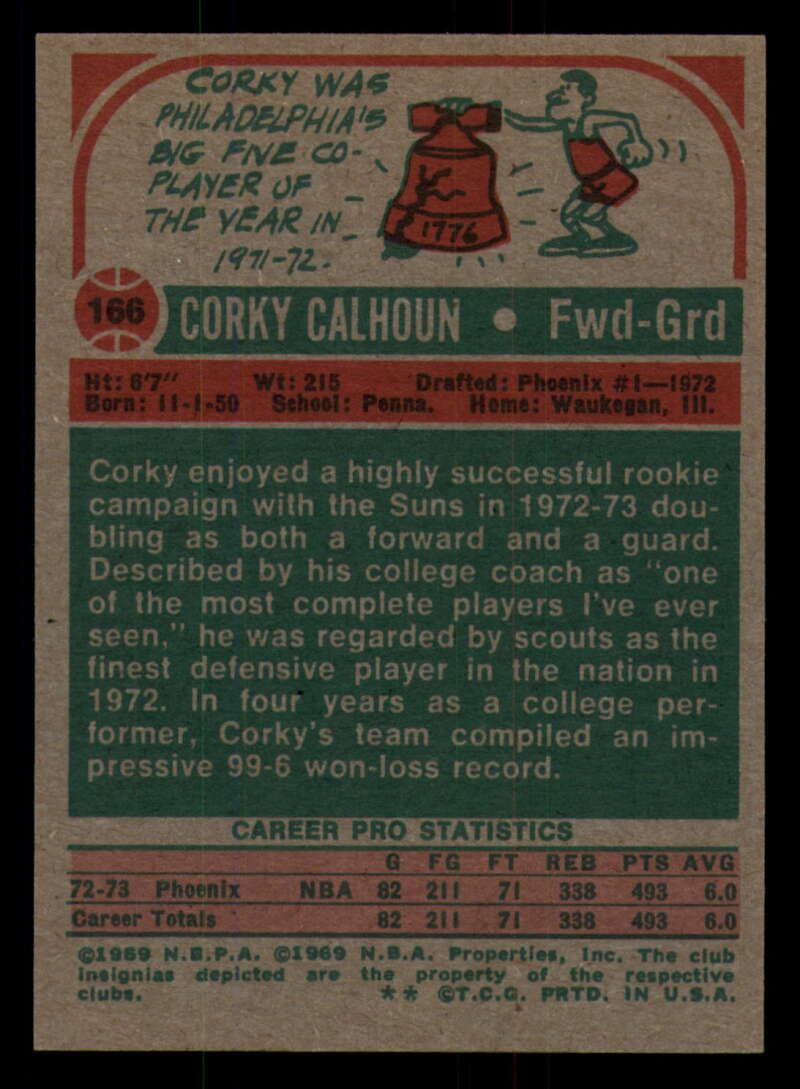 CORKY WAS
PHILADELPHIA'S
BIG FIVE CO-
PLAYER OF
THE YEAR IN
1971-72.
1776
166 CORKY CALHOUN • Fwd-Grd
Ht: 6'7" Wt: 215 Drafted: Phoenix #1—1972
Born: 11-1-50 School: Penna. Home: Waukegan, Ill.
Corky enjoyed a highly successful rookie
campaign with the Suns in 1972-73 dou-
bling as both a forward and a guard.
Described by his college coach as "one
of the most complete players I've ever
seen," he was regarded by scouts as the
finest defensive player in the nation in
1972. In four years as a college per-
former, Corky's team compiled an im-
pressive 99-6 won-loss record.
CAREER PRO STATISTICS
G FG FT REB PTS AVG
72-73 Phoenix NBA 82 211 71 338 493 6.0
Career Totals 82 211 71 338 493 6.0
©1969 N.B.P.A. ©1969 N.B.A. Properties, Inc. The club
insignias depicted are the property of the respective
clubs. ** ©T.C.G. PRTD. IN U.S.A.